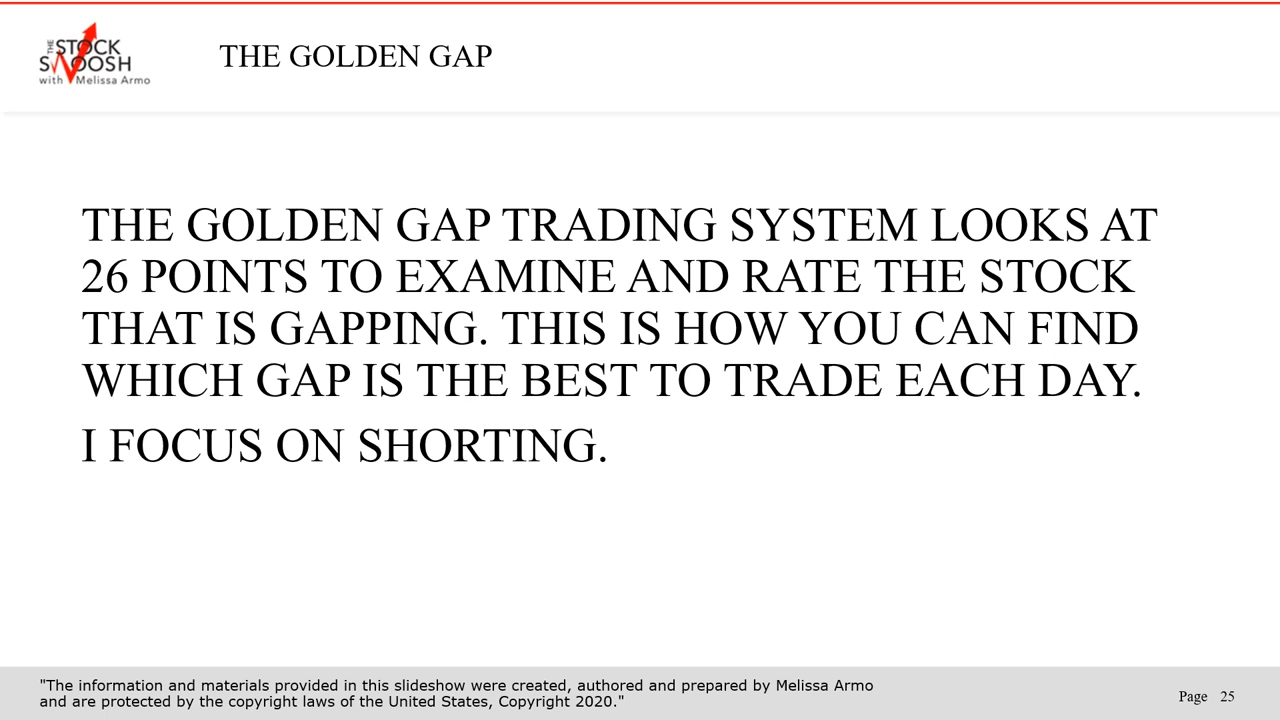 THE STOCK
SWOOSH
with Melissa Armo
THE GOLDEN GAP
THE GOLDEN GAP TRADING SYSTEM LOOKS AT
26 POINTS TO EXAMINE AND RATE THE STOCK
THAT IS GAPPING. THIS IS HOW YOU CAN FIND
WHICH GAP IS THE BEST TO TRADE EACH DAY.
I FOCUS ON SHORTING.
"The information and materials provided in this slideshow were created, authored and prepared by Melissa Armo
and are protected by the copyright laws of the United States, Copyright 2020."
Page 25